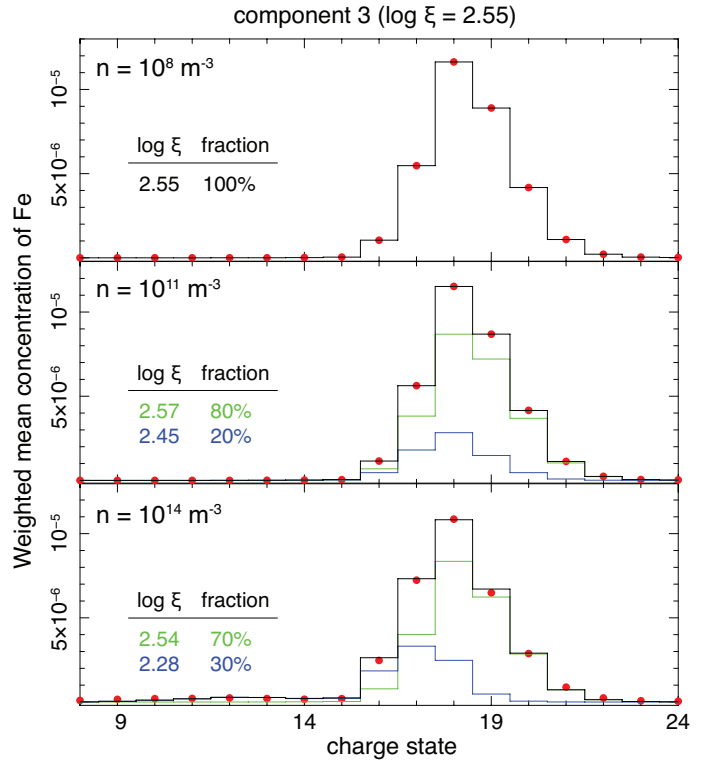 component 3 (log ξ = 2.55)
Weighted mean concentration of Fe
n = 10⁸ m⁻³
10⁻⁵
5×10⁻⁶
log ξ fraction
2.55 100%
n = 10¹¹ m⁻³
10⁻⁵
5×10⁻⁶
log ξ fraction
2.57 80%
2.45 20%
n = 10¹⁴ m⁻³
10⁻⁵
5×10⁻⁶
log ξ fraction
2.54 70%
2.28 30%
9 14 19 24
charge state